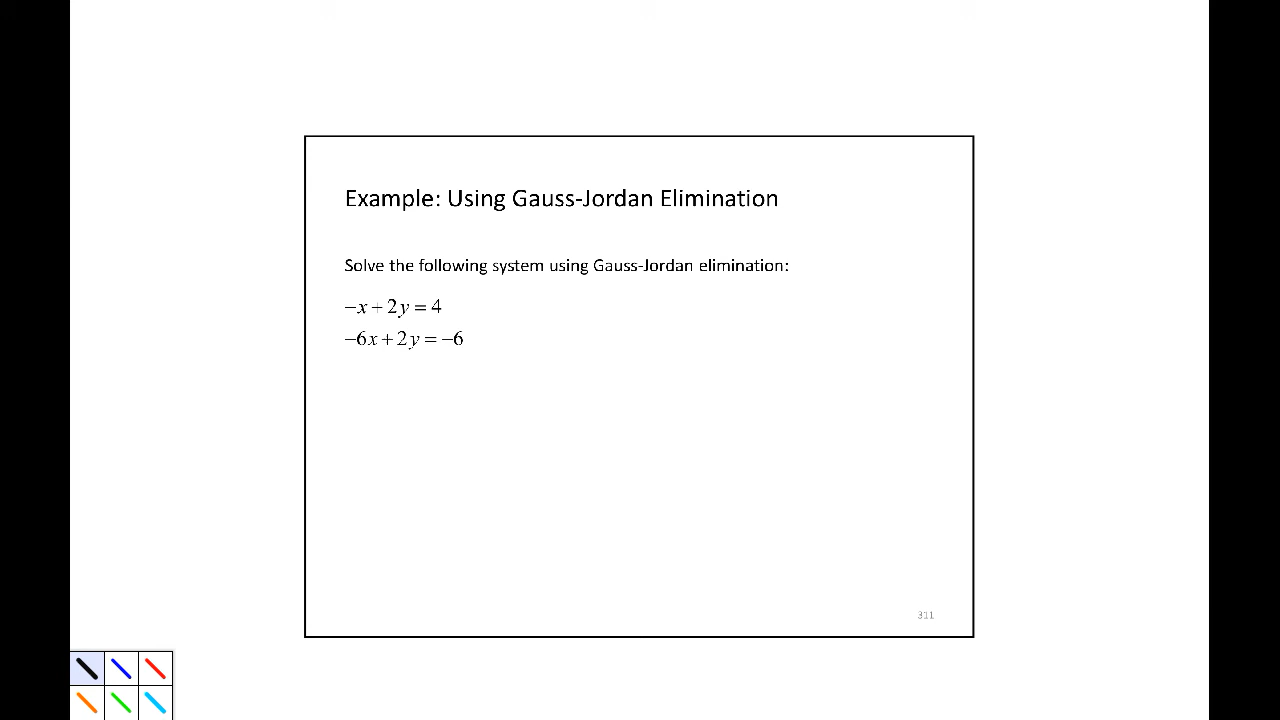 Example: Using Gauss-Jordan Elimination
Solve the following system using Gauss-Jordan elimination:
−x + 2y = 4
−6x + 2y = −6
311